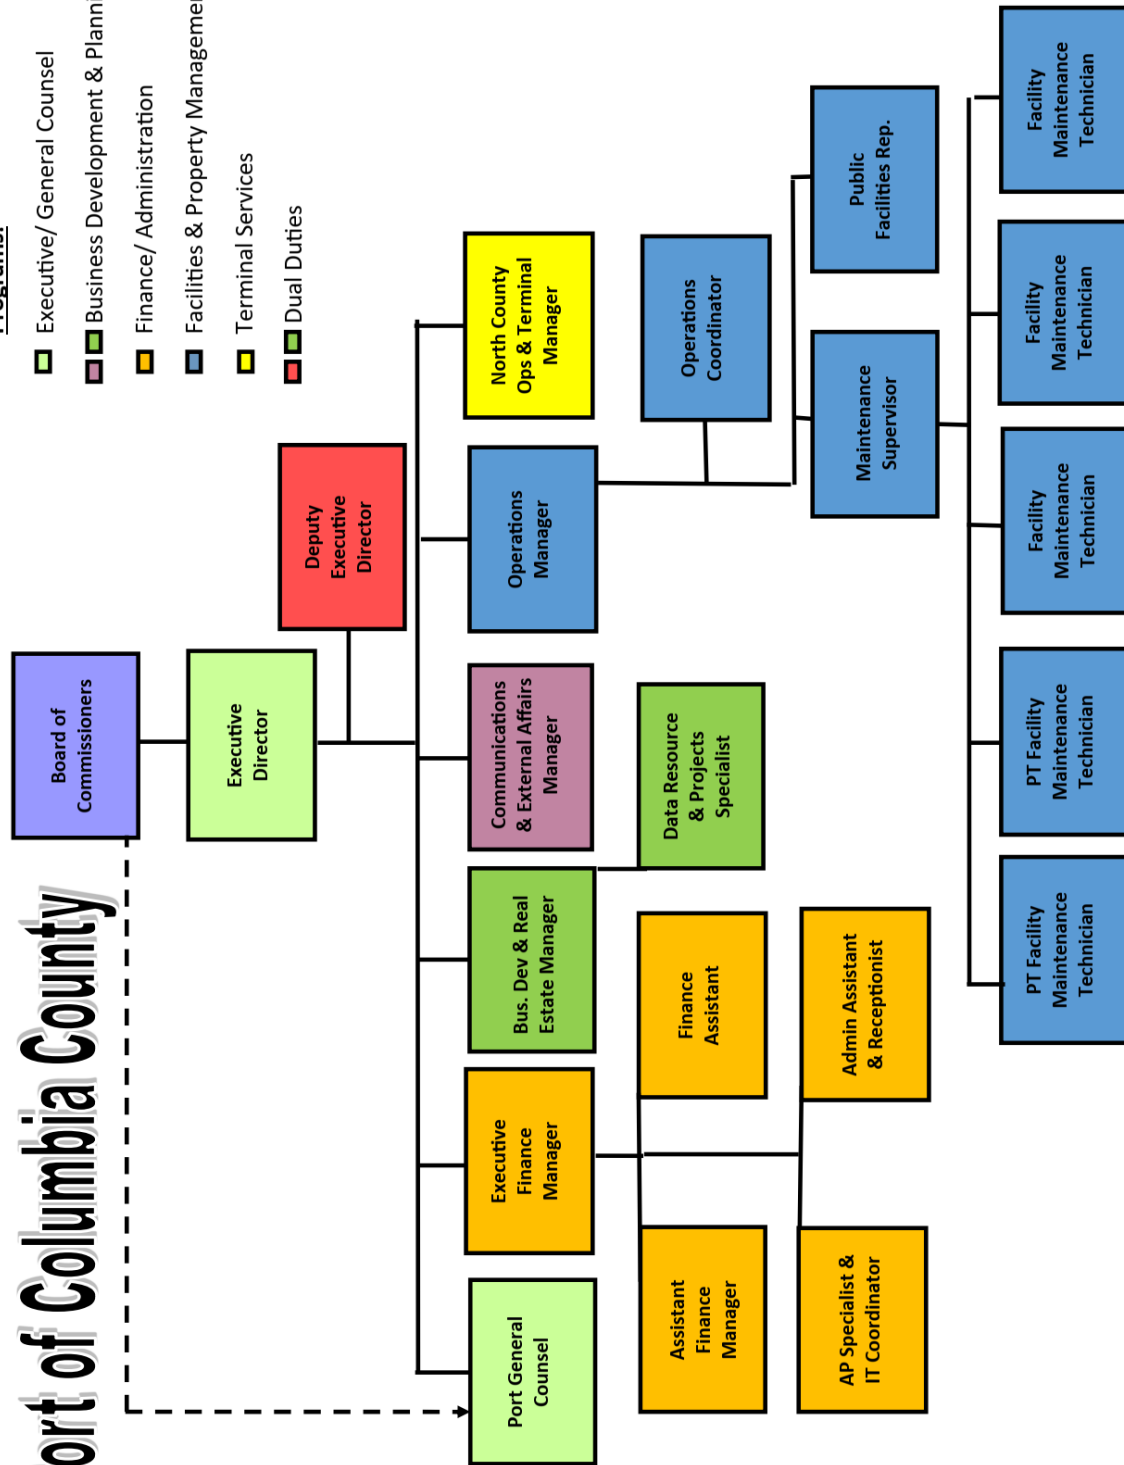 ort of Columbia County
Executive/ General Counsel
Business Development & Planni
Finance/ Administration
Facilities & Property Managemen
Terminal Services
Dual Duties
Board of
Commissioners
Executive
Director
Deputy
Executive
Director
Port General
Counsel
Executive
Finance
Manager
Bus. Dev & Real
Estate Manager
Communications
& External Affairs
Manager
Operations
Manager
North County
Ops & Terminal
Manager
Assistant
Finance
Manager
Finance
Assistant
Data Resource
& Projects
Specialist
Operations
Coordinator
AP Specialist &
IT Coordinator
Admin Assistant
& Receptionist
Maintenance
Supervisor
Public
Facilities Rep.
PT Facility
Maintenance
Technician
PT Facility
Maintenance
Technician
Facility
Maintenance
Technician
Facility
Maintenance
Technician
Facility
Maintenance
Technician